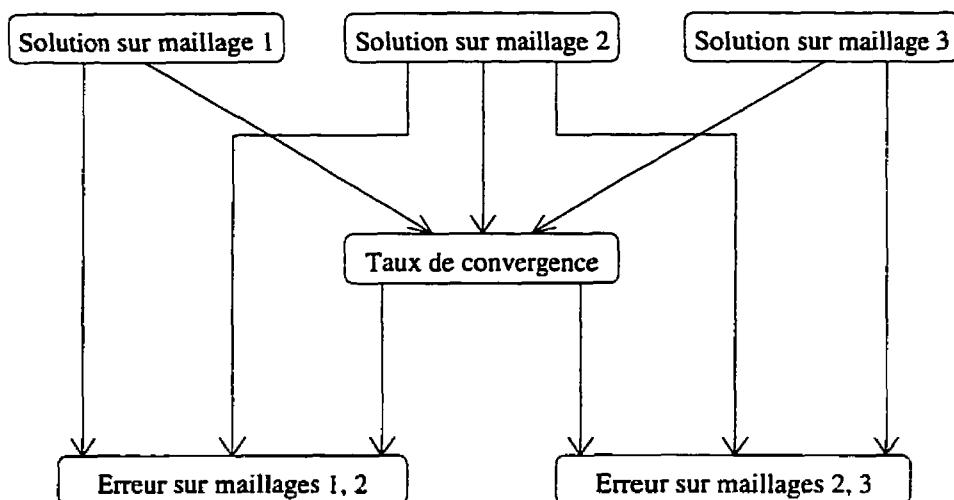 Solution sur maillage 1
Solution sur maillage 2
Solution sur maillage 3
Taux de convergence
Erreur sur maillages 1, 2
Erreur sur maillages 2, 3